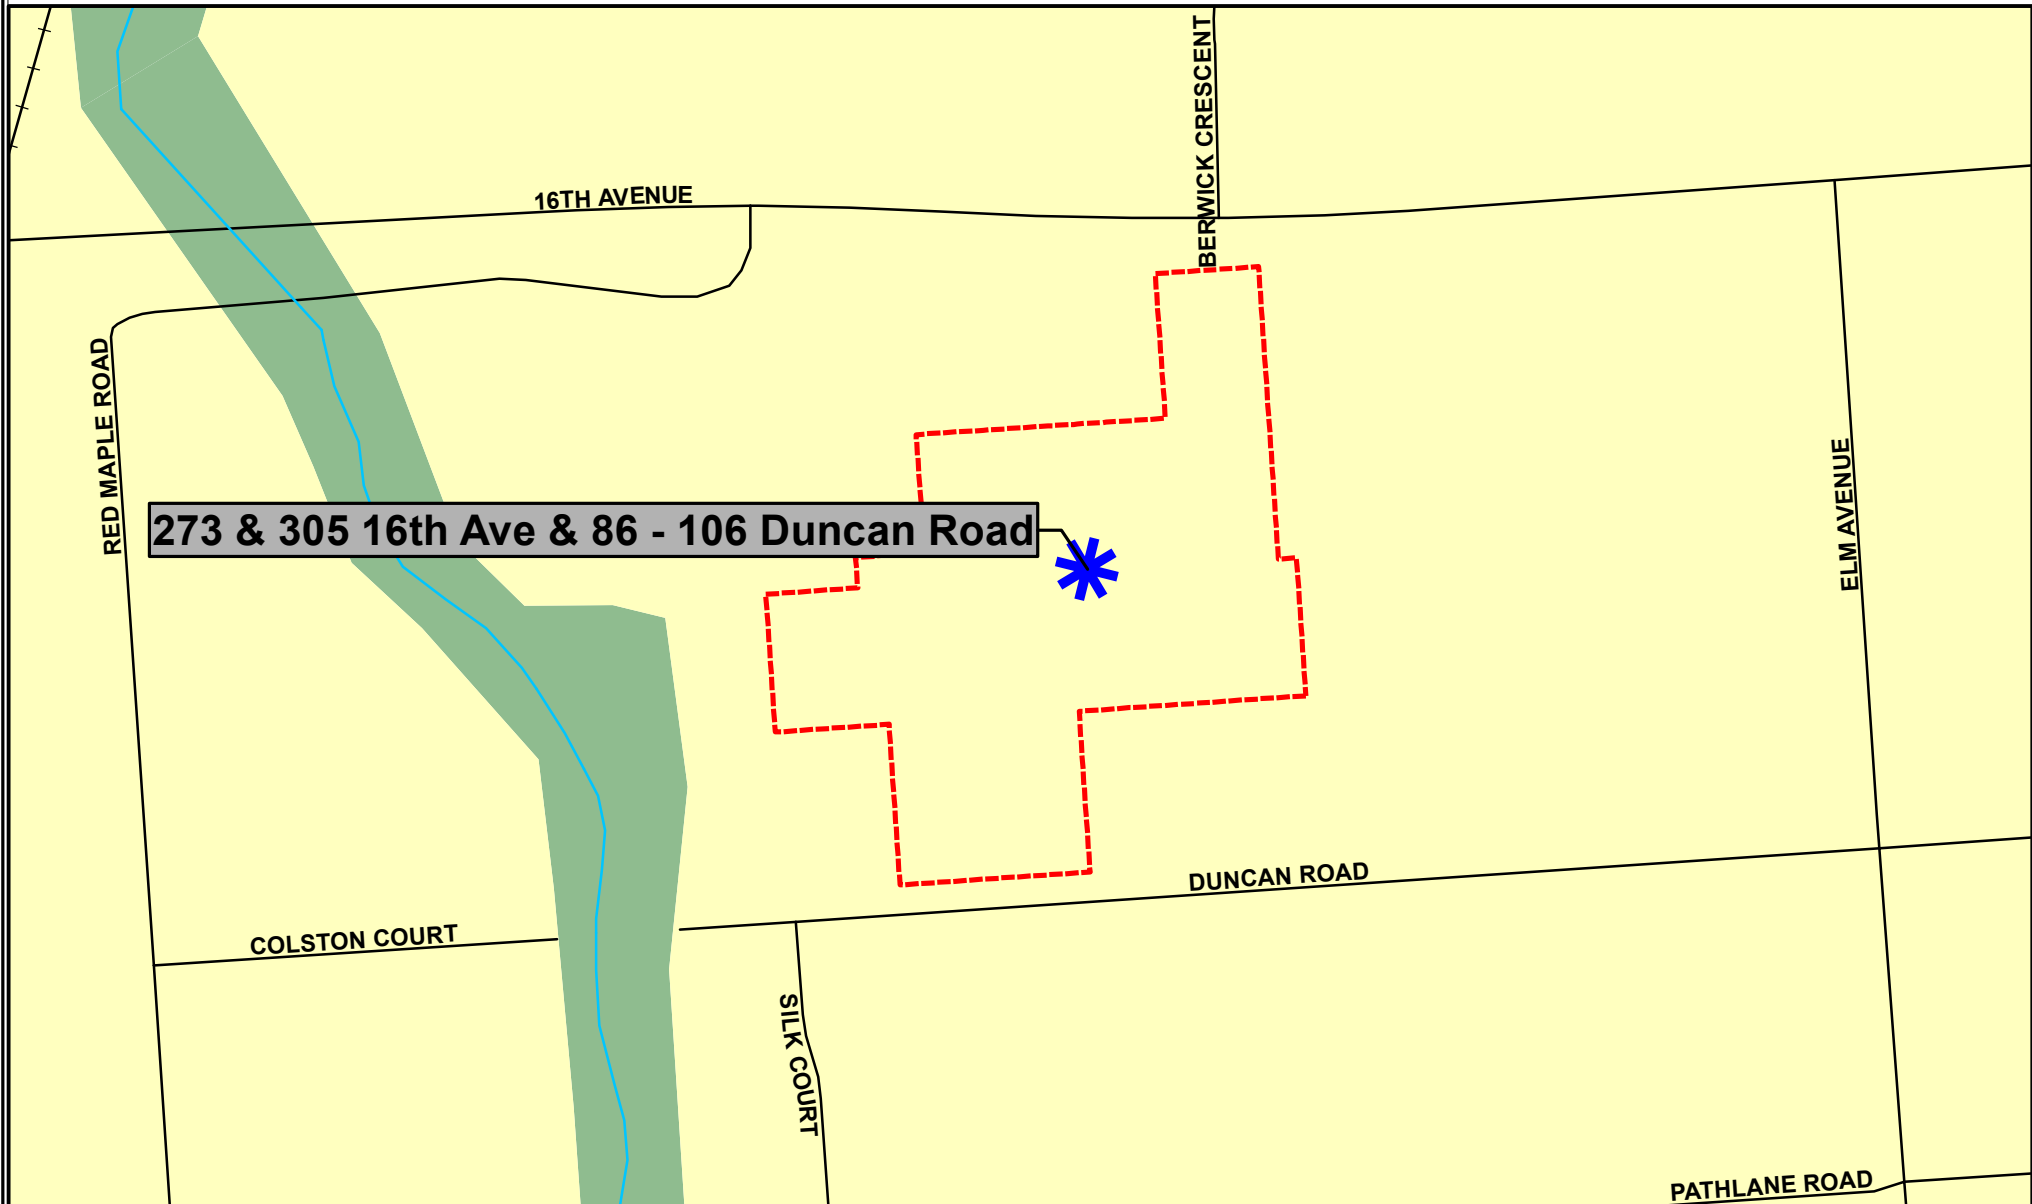 BERWICK CRESCENT
16TH AVENUE
RED MAPLE ROAD
ELM AVENUE
273 & 305 16th Ave & 86 - 106 Duncan Road
DUNCAN ROAD
COLSTON COURT
SILK COURT
PATHLANE ROAD